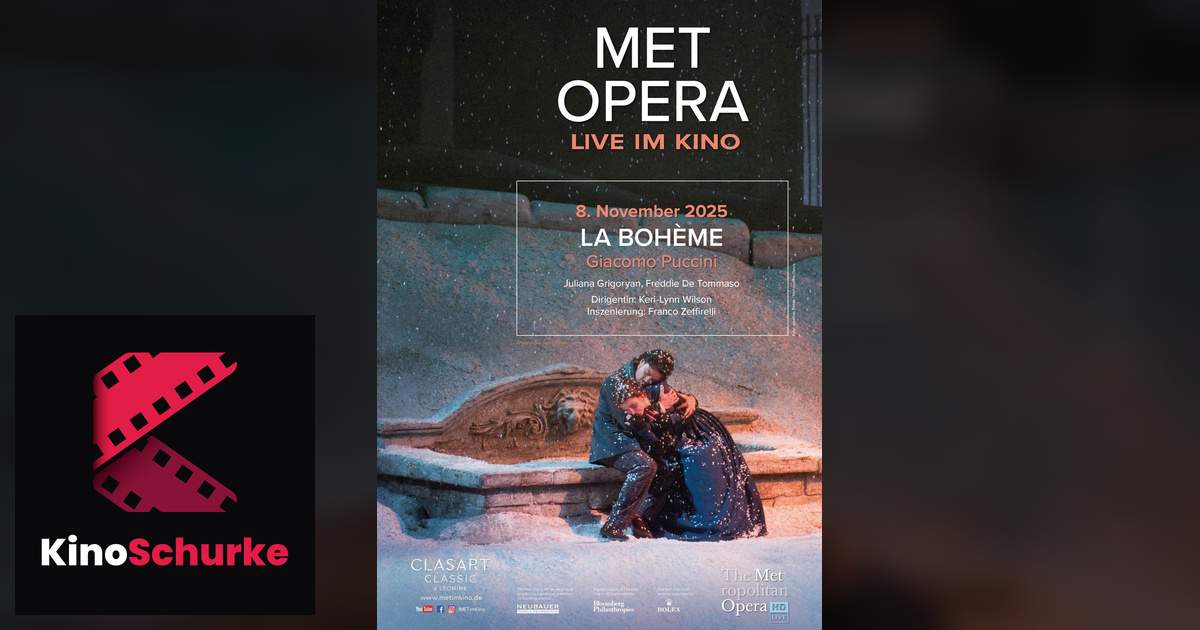 MET
OPERA
LIVE IM KINO
8. November 2025
LA BOHÈME
Giacomo Puccini
Juliana Grigoryan, Freddie De Tommaso
Dirigentin: Keri-Lynn Wilson
Inszenierung: Franco Zeffirelli
KinoSchurke
CLASART
CLASSIC
www.metimkino.de
YouTube
/METimKino
NEUBAUER
Bloomberg
Philanthropies
ROLEX
The Met
ropolitan
Opera HD
LIVE